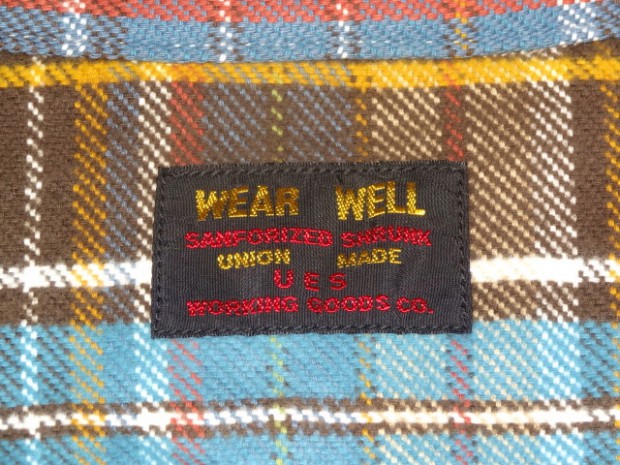 WEAR WELL
SANFORIZED SHRUNK
UNION MADE
UES
WORKING GOODS CO.